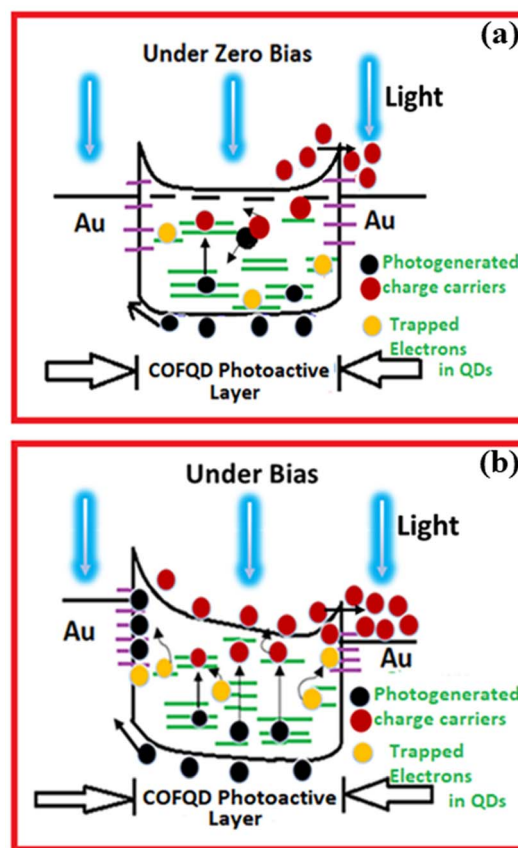 (a)
Under Zero Bias
Light
Au
Au
Photogenerated
charge carriers
Trapped
Electrons
in QDs
COFQD Photoactive
Layer
(b)
Under Bias
Light
Au
Au
Photogenerated
charge carriers
Trapped
Electrons
in QDs
COFQD Photoactive
Layer